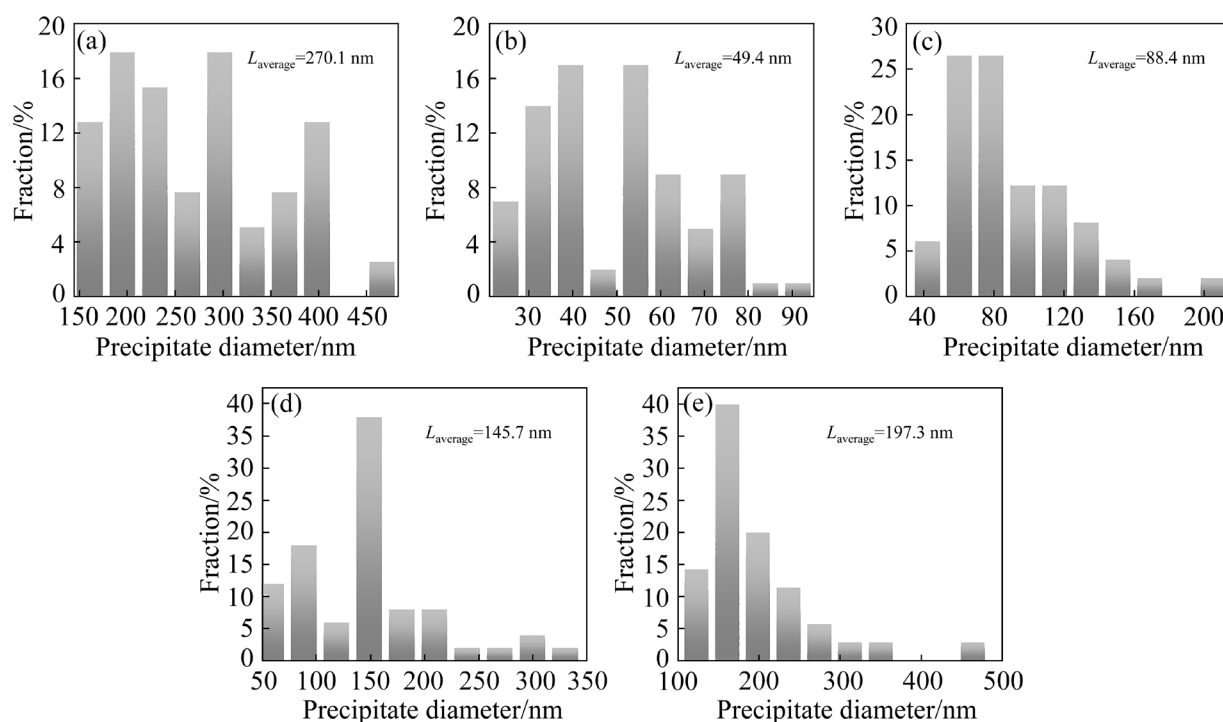 (a)
L average=270.1 nm
Fraction/%
20
16
12
8
4
0
150 200 250 300 350 400 450
Precipitate diameter/nm
(b)
L average=49.4 nm
Fraction/%
20
16
12
8
4
0
30 40 50 60 70 80 90
Precipitate diameter/nm
(c)
L average=88.4 nm
Fraction/%
30
25
20
15
10
5
0
40 80 120 160 200
Precipitate diameter/nm
(d)
L average=145.7 nm
Fraction/%
40
35
30
25
20
15
10
5
0
50 100 150 200 250 300 350
Precipitate diameter/nm
(e)
L average=197.3 nm
Fraction/%
40
35
30
25
20
15
10
5
0
100 200 300 400 500
Precipitate diameter/nm